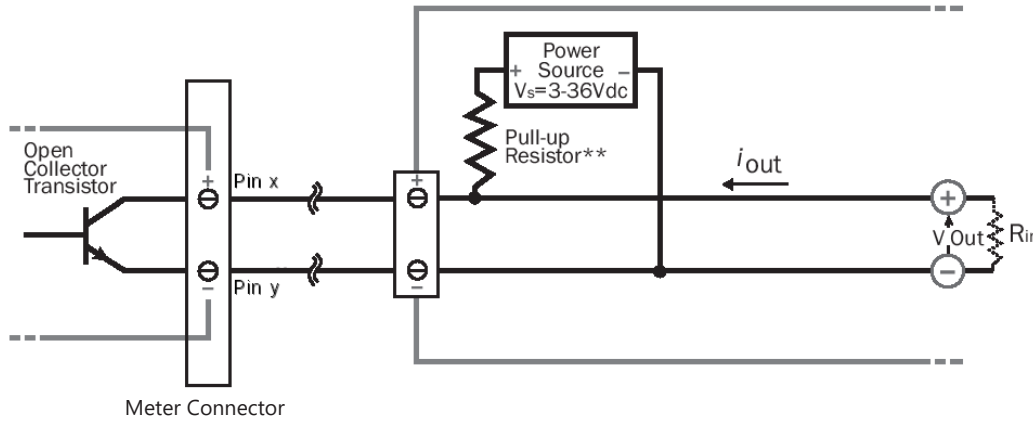 Power
+ Source −
Vs=3-36Vdc
Open
Collector
Transistor
Pull-up
Resistor**
iout
+
Pin x
+
+
V Out
Rin
−
Pin y
−
−
Meter Connector